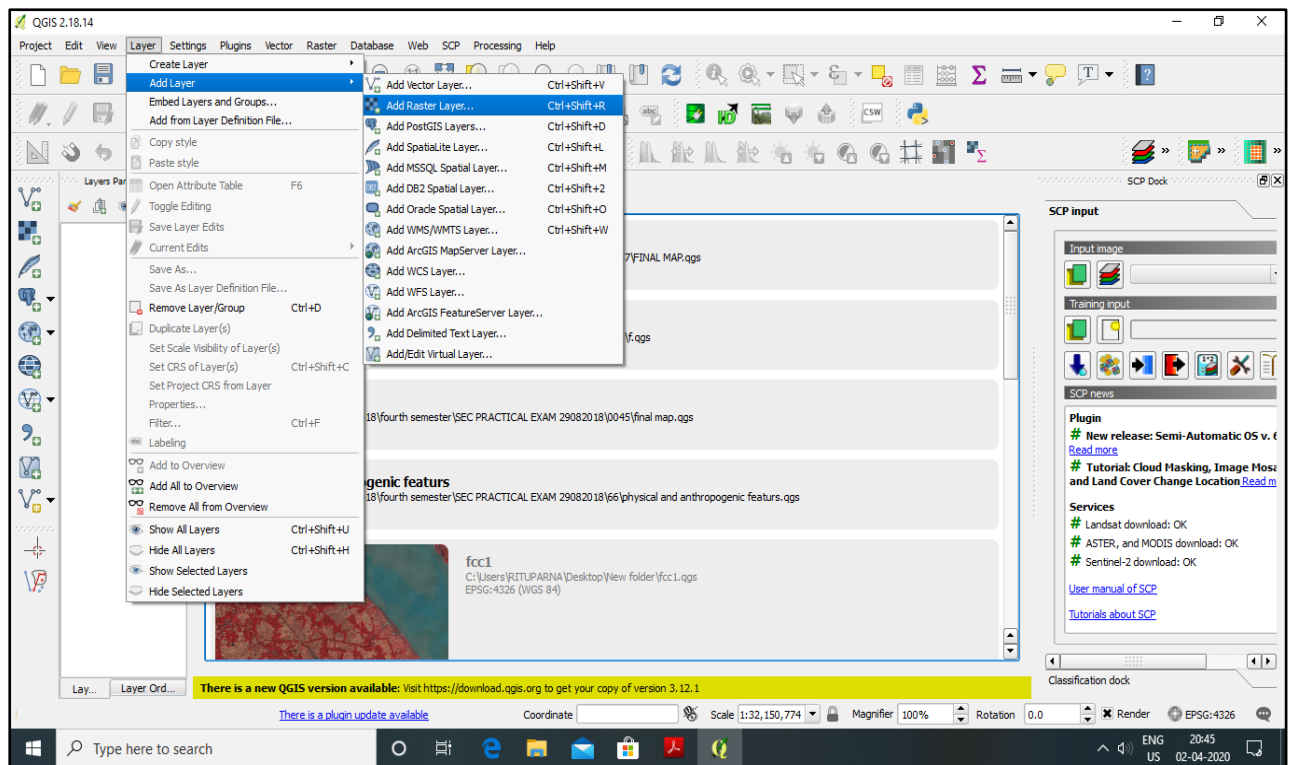 QGIS 2.18.14
Project Edit View Layer Settings Plugins Vector Raster Database Web SCP Processing Help
Create Layer
Add Layer
Embed Layers and Groups...
Add from Layer Definition File...
Copy style
Paste style
Open Attribute Table F6
Toggle Editing
Save Layer Edits
Current Edits
Save As...
Save As Layer Definition File...
Remove Layer/Group Ctrl+D
Duplicate Layer(s)
Set Scale Visibility of Layer(s)
Set CRS of Layer(s) Ctrl+Shift+C
Set Project CRS from Layer
Properties...
Filter... Ctrl+F
abc Labeling
Add to Overview
Add All to Overview
Remove All from Overview
Show All Layers Ctrl+Shift+U
Hide All Layers Ctrl+Shift+H
Show Selected Layers
Hide Selected Layers
Add Vector Layer... Ctrl+Shift+V
Add Raster Layer... Ctrl+Shift+R
Add PostGIS Layers... Ctrl+Shift+D
Add SpatiaLite Layer... Ctrl+Shift+L
Add MSSQL Spatial Layer... Ctrl+Shift+M
Add DB2 Spatial Layer... Ctrl+Shift+2
Add Oracle Spatial Layer... Ctrl+Shift+O
Add WMS/WMTS Layer... Ctrl+Shift+W
Add ArcGIS MapServer Layer...
Add WCS Layer...
Add WFS Layer...
Add ArcGIS FeatureServer Layer...
Add Delimited Text Layer...
Add/Edit Virtual Layer...
abc
CSW
Layers Par
7\FINAL MAP.qgs
\f.qgs
18\fourth semester\SEC PRACTICAL EXAM 29082018\0045\final map.qgs
genic featurs
18\fourth semester\SEC PRACTICAL EXAM 29082018\66\physical and anthropogenic featurs.qgs
fcc1
C:\Users\RITUPARNA\Desktop\New folder\fcc1.qgs
EPSG:4326 (WGS 84)
SCP Dock
SCP input
Input image
Training input
SCP news
Plugin
# New release: Semi-Automatic OS v. 6
Read more
# Tutorial: Cloud Masking, Image Mosa
and Land Cover Change Location Read m
Services
# Landsat download: OK
# ASTER, and MODIS download: OK
# Sentinel-2 download: OK
User manual of SCP
Tutorials about SCP
Classification dock
Lay... Layer Ord...
There is a new QGIS version available: Visit https://download.qgis.org to get your copy of version 3.12.1
There is a plugin update available
Coordinate
Scale 1:32,150,774
Magnifier 100%
Rotation 0.0
Render
EPSG:4326
Type here to search
ENG
US
20:45
02-04-2020